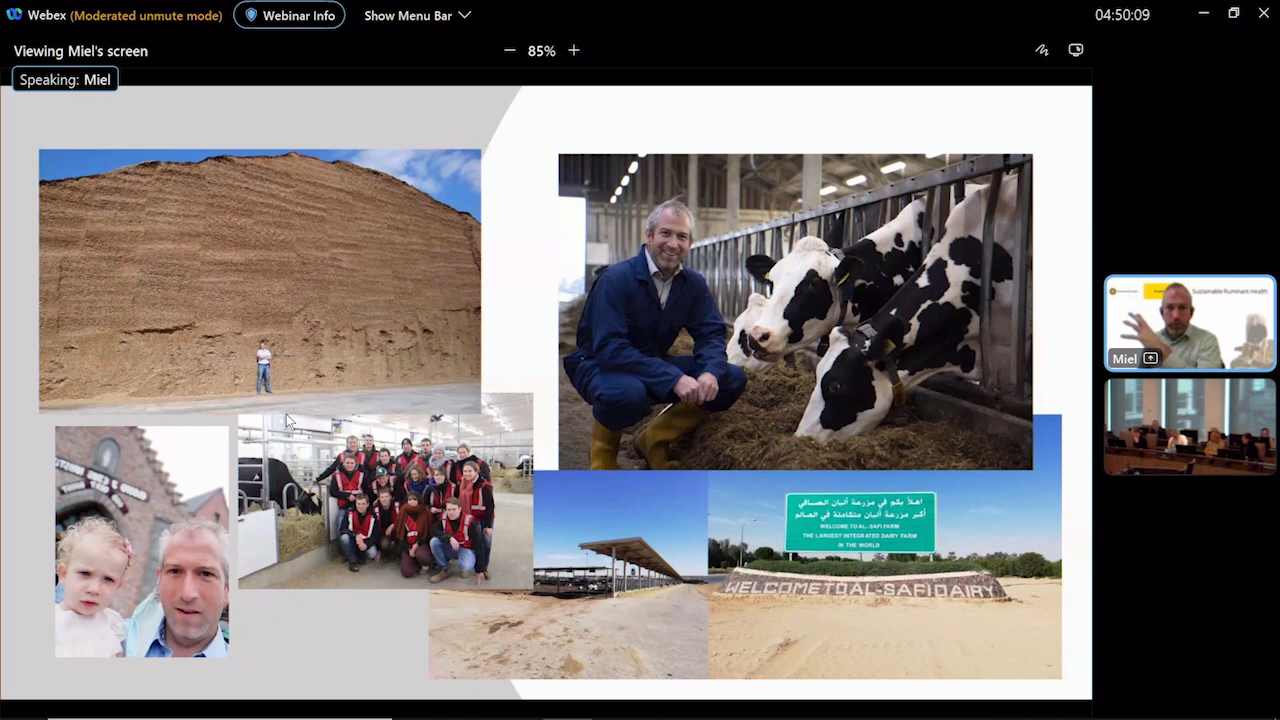 Webex (Moderated unmute mode) Webinar Info Show Menu Bar 04:50:09
Viewing Miel's screen 85%
Speaking: Miel
اهلاً بكم في مزرعة ألبان الصافي
أكبر مزرعة ألبان متكاملة في العالم
WELCOME TO AL-SAFI FARM
THE LARGEST INTEGRATED DAIRY FARM
IN THE WORLD
WELCOME TO AL-SAFI DAIRY
Sustainable Ruminant Health
Miel